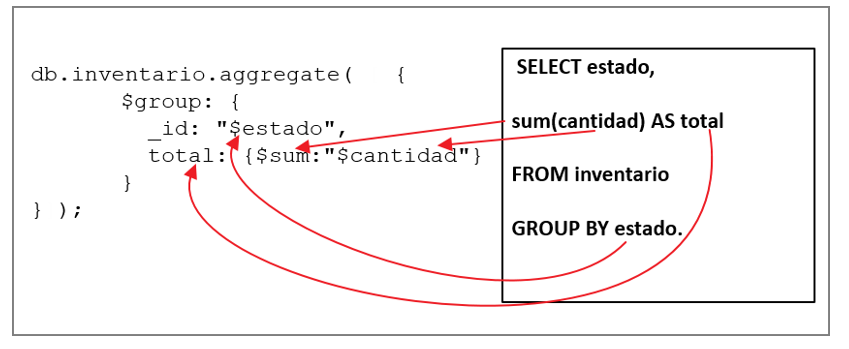 db.inventario.aggregate( {
$group: {
_id: "$estado",
total: {$sum:"$cantidad"}
}
} );
SELECT estado,
sum(cantidad) AS total
FROM inventario
GROUP BY estado.